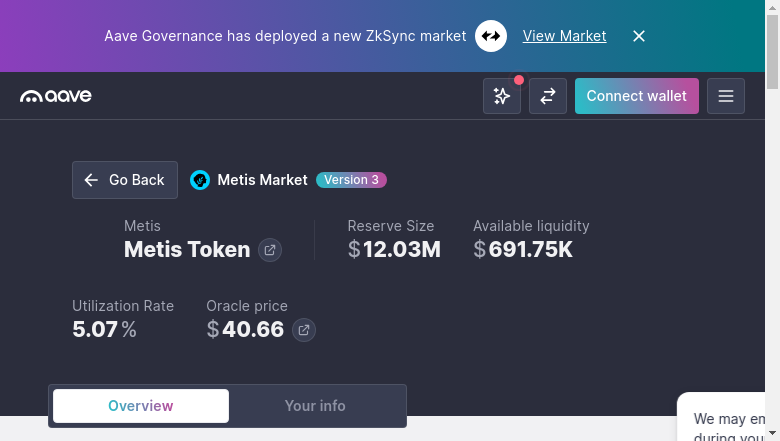 Aave Governance has deployed a new ZkSync market View Market
aave
Connect wallet
Go Back
Metis Market
Version 3
Metis
Metis Token
Reserve Size
$12.03M
Available liquidity
$691.75K
Utilization Rate
5.07%
Oracle price
$40.66
Overview
Your info
We may em
during you